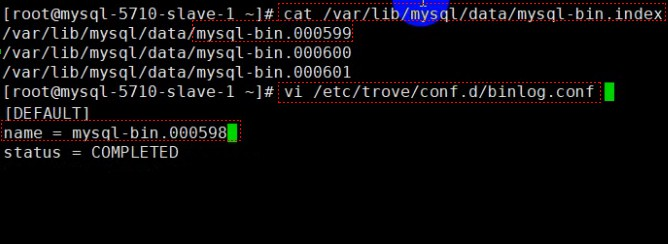 [root@mysql-5710-slave-1 ~]# cat /var/lib/mysql/data/mysql-bin.index
/var/lib/mysql/data/mysql-bin.000599
/var/lib/mysql/data/mysql-bin.000600
/var/lib/mysql/data/mysql-bin.000601
[root@mysql-5710-slave-1 ~]# vi /etc/trove/conf.d/binlog.conf
[DEFAULT]
name = mysql-bin.000598
status = COMPLETED